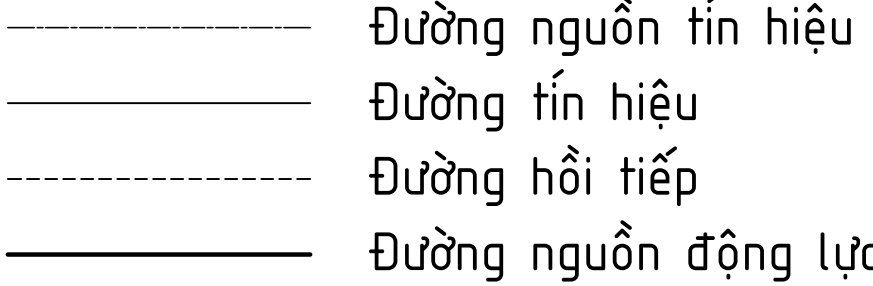 Đường nguồn tín hiệu
Đường tín hiệu
Đường hồi tiếp
Đường nguồn động lực